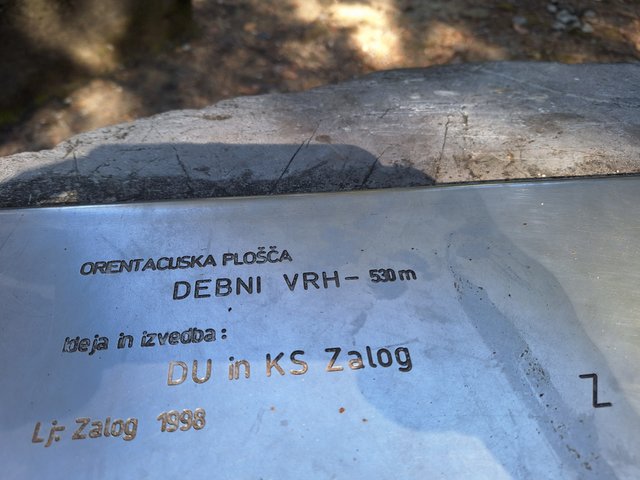 ORENTACIJSKA PLOŠČA
DEBNI VRH - 530 m
Ideja in izvedba:
DU in KS Zalog
Lj.- Zalog 1998
Z